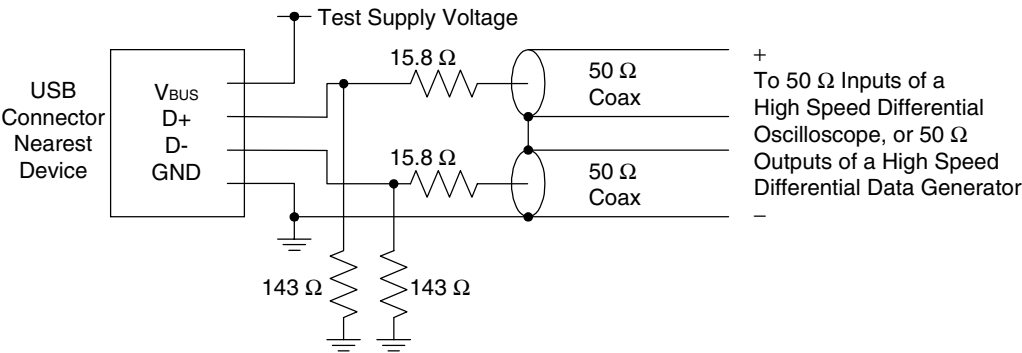 Test Supply Voltage
USB
Connector
Nearest
Device
VBUS
D+
D-
GND
15.8 Ω
50 Ω
Coax
15.8 Ω
50 Ω
Coax
143 Ω
143 Ω
+
To 50 Ω Inputs of a
High Speed Differential
Oscilloscope, or 50 Ω
Outputs of a High Speed
Differential Data Generator
−